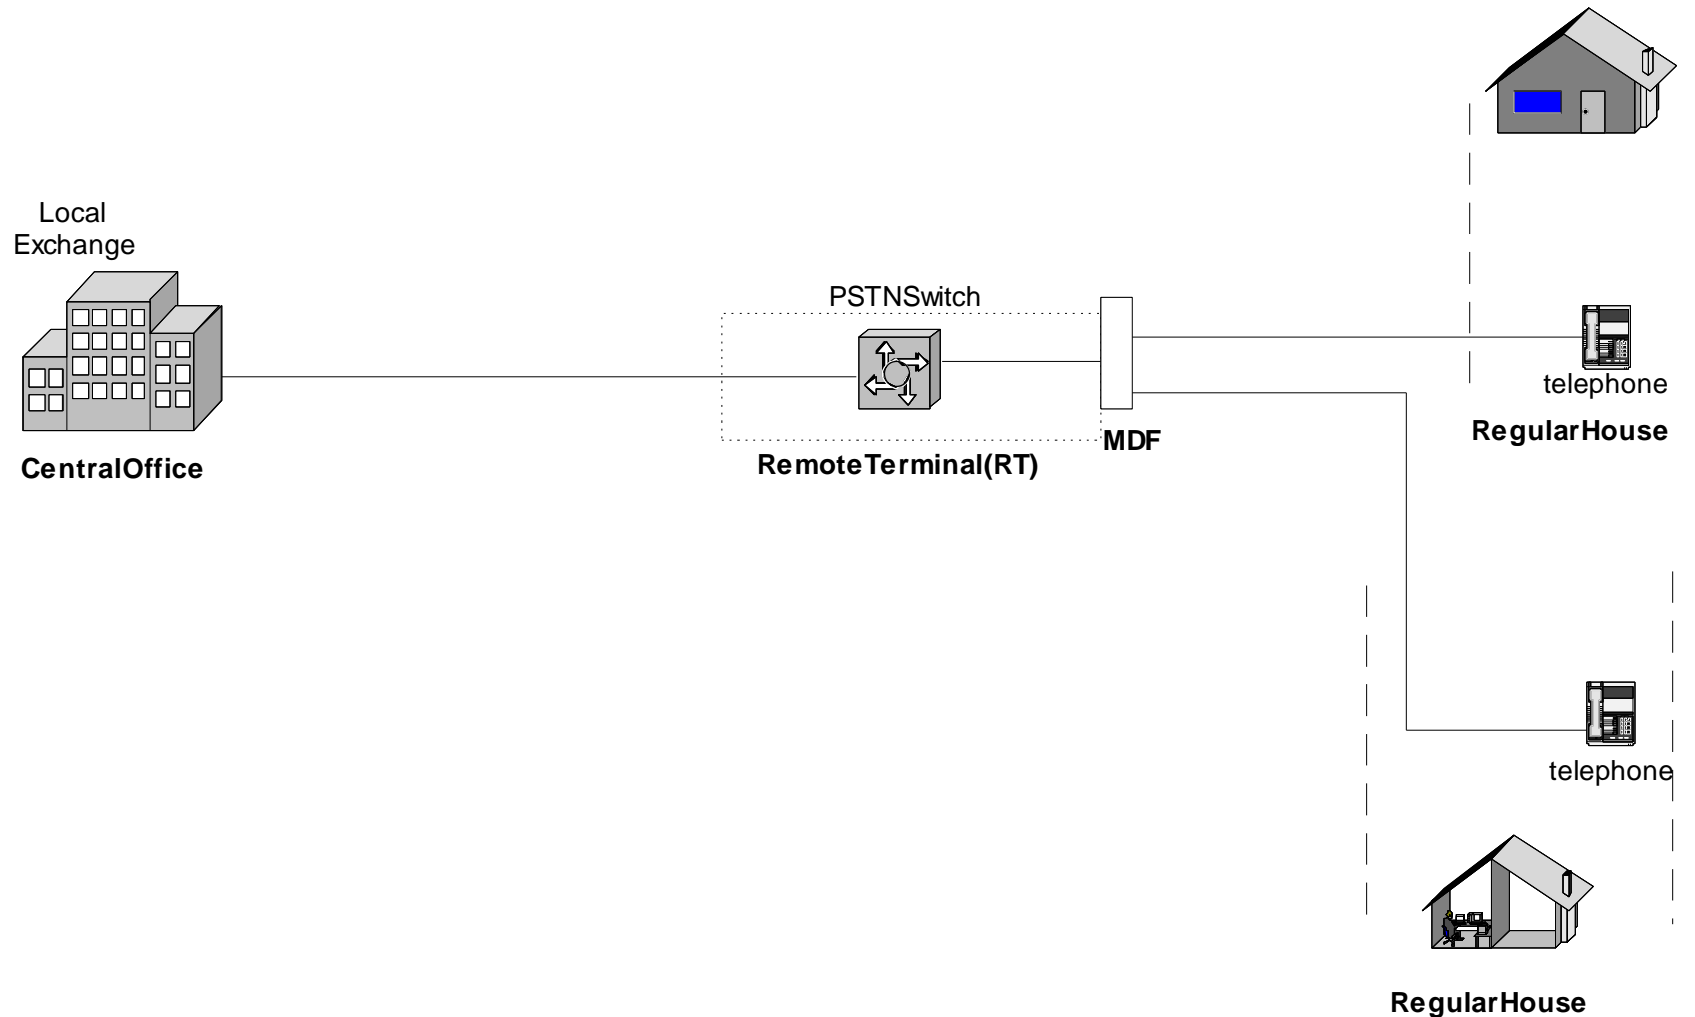 Local
Exchange
CentralOffice
PSTNSwitch
RemoteTerminal(RT)
MDF
telephone
RegularHouse
telephone
RegularHouse